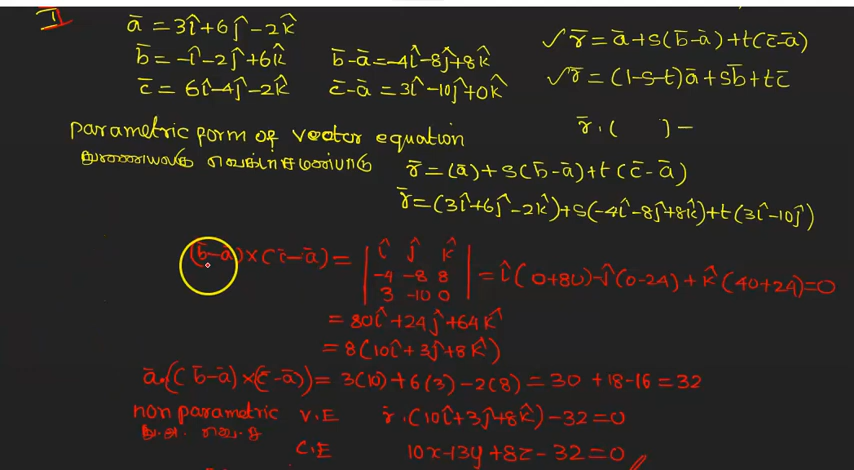 II
ā = 3î+6ĵ-2k̂
b̄ = -î-2ĵ+6k̂
c̄ = 6î-4ĵ-2k̂
b̄-ā = -4î-8ĵ+8k̂
c̄-ā = 3î-10ĵ+0k̂
✓ r̄ = ā+s(b̄-ā)+t(c̄-ā)
✓ r̄ = (1-s-t)ā+sb̄+tc̄
parametric form of vector equation
r̄.( ) =
r̄ = (ā)+s(b̄-ā)+t(c̄-ā)
r̄ = (3î+6ĵ-2k̂)+s(-4î-8ĵ+8k̂)+t(3î-10ĵ)
(b̄-ā)×(c̄-ā) = | î ĵ k̂ |
| -4 -8 8 | = î(0+80)-ĵ(0-24)+k̂(40+24)=0
| 3 -10 0 |
= 80î+24ĵ+64k̂
= 8(10î+3ĵ+8k̂)
ā.((b̄-ā)×(c̄-ā)) = 3(10)+6(3)-2(8) = 30+18-16 = 32
non parametric V.E r̄.(10î+3ĵ+8k̂)-32=0
C.E 10x+3y+8z-32=0